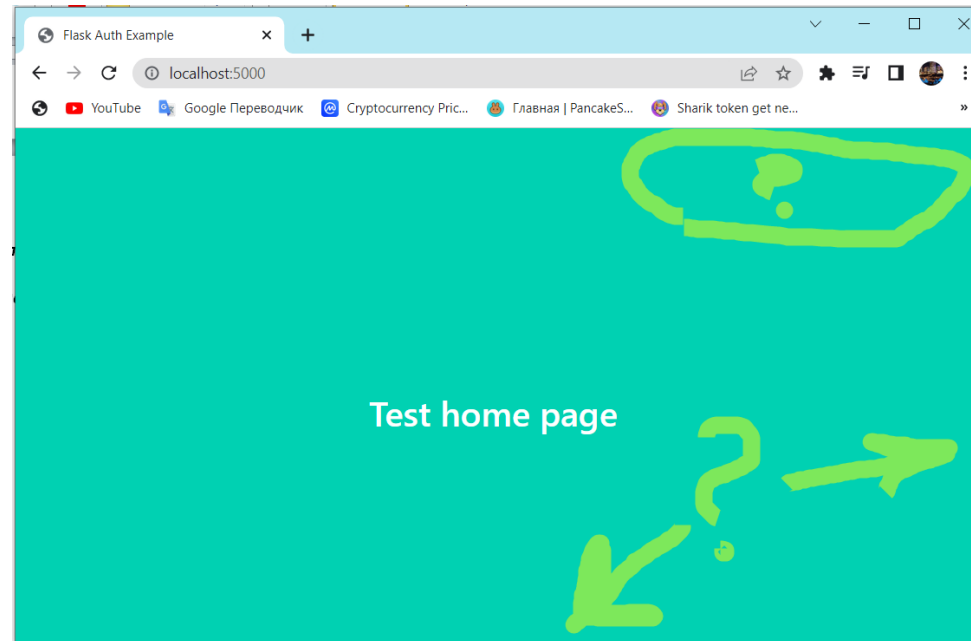 Flask Auth Example
localhost:5000
YouTube Google Переводчик Cryptocurrency Pric... Главная | PancakeS... Sharik token get ne... »
?
Test home page
?